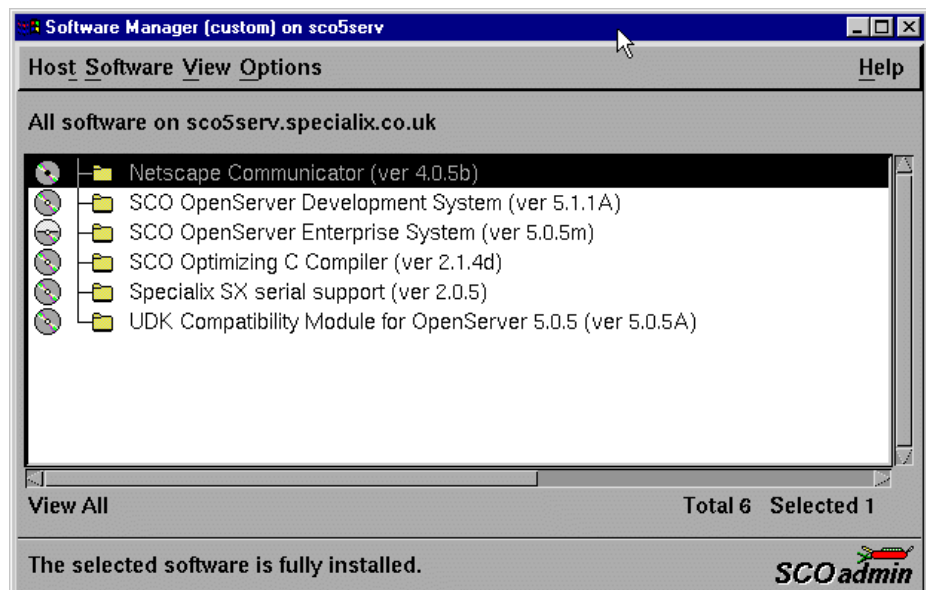 Software Manager (custom) on sco5serv
Host Software View Options Help
All software on sco5serv.specialix.co.uk
Netscape Communicator (ver 4.0.5b)
SCO OpenServer Development System (ver 5.1.1A)
SCO OpenServer Enterprise System (ver 5.0.5m)
SCO Optimizing C Compiler (ver 2.1.4d)
Specialix SX serial support (ver 2.0.5)
UDK Compatibility Module for OpenServer 5.0.5 (ver 5.0.5A)
View All Total 6 Selected 1
The selected software is fully installed.
SCOadmin